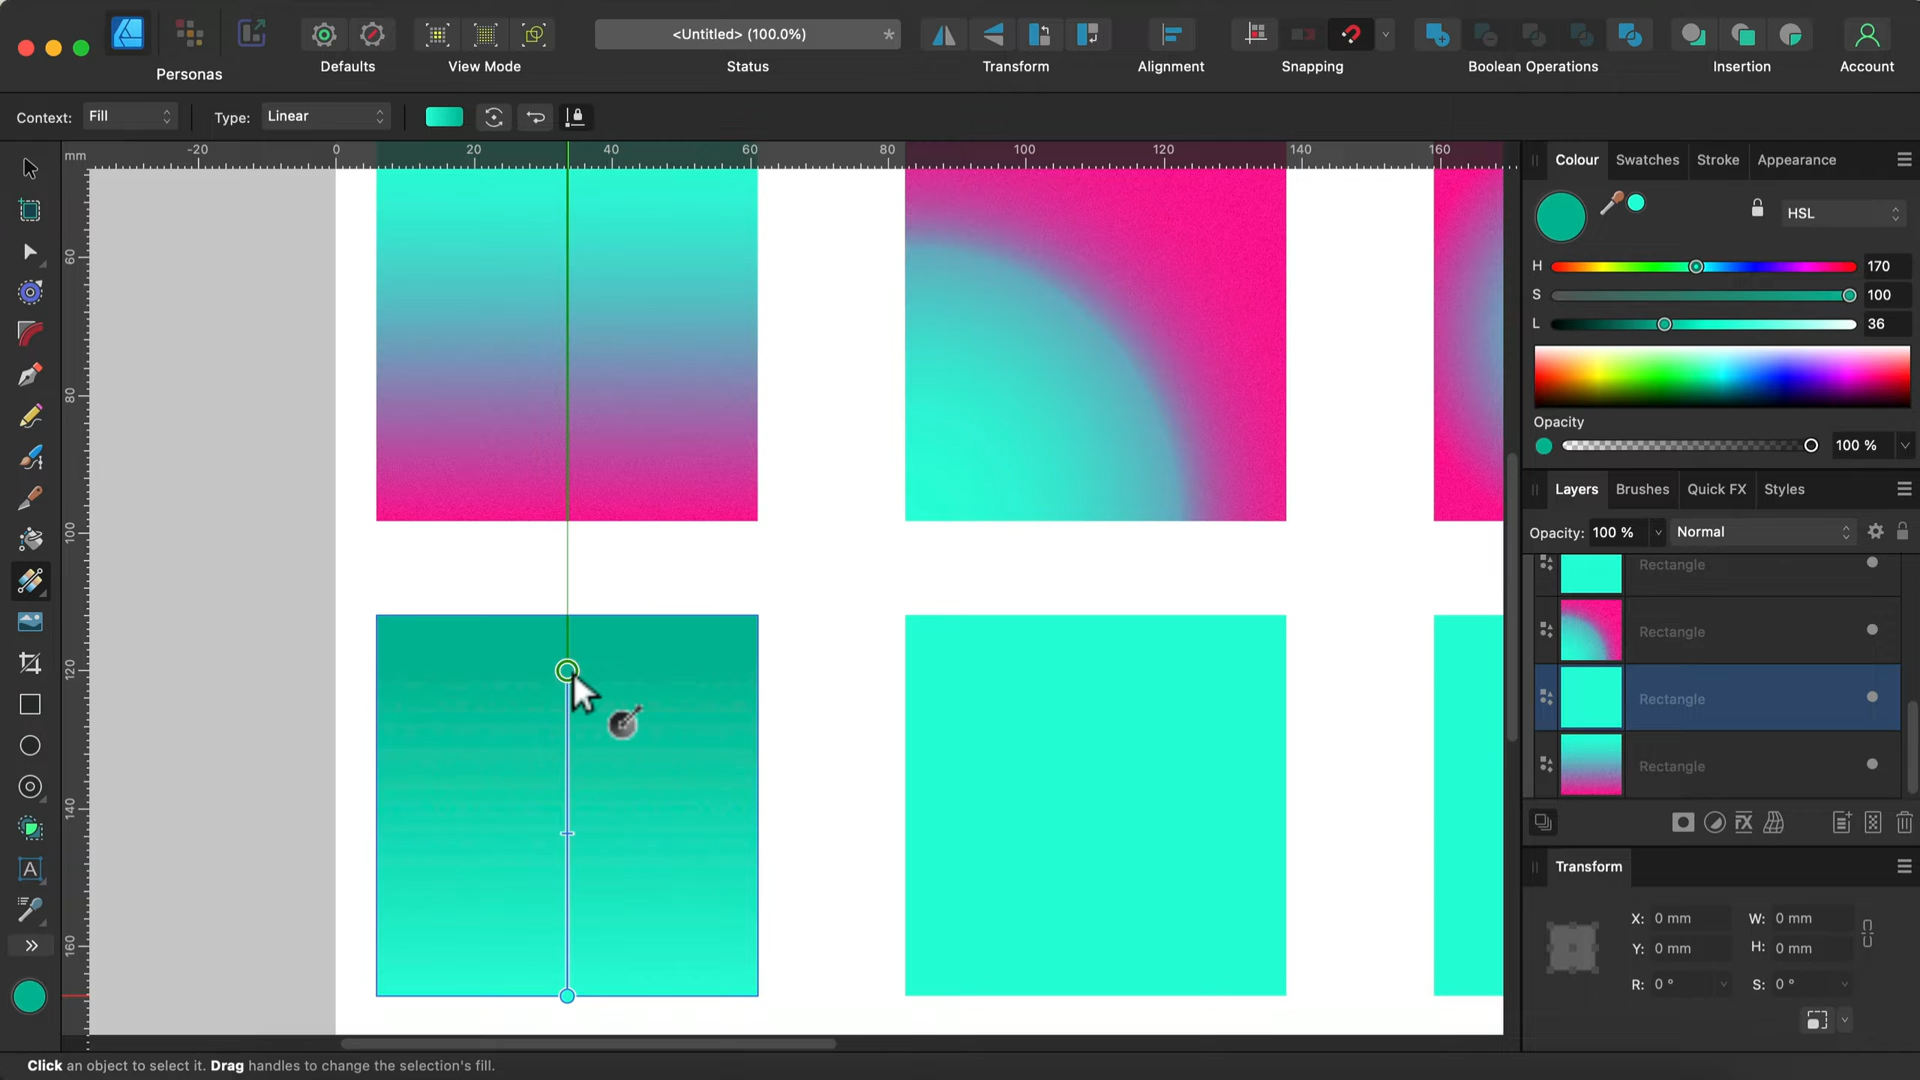 <Untitled> (100.0%)
*
Personas
Defaults
View Mode
Status
Transform
Alignment
Snapping
Boolean Operations
Insertion
Account
Context:
Fill
Type:
Linear
mm
-20
0
20
40
60
80
100
120
140
160
60
80
100
120
140
160
Colour
Swatches
Stroke
Appearance
HSL
H
170
S
100
L
36
Opacity
100 %
Layers
Brushes
Quick FX
Styles
Opacity:
100 %
Normal
Rectangle
Rectangle
Rectangle
Rectangle
FX
Transform
X:
0 mm
W:
0 mm
Y:
0 mm
H:
0 mm
R:
0 °
S:
0 °
A
Click an object to select it. Drag handles to change the selection's fill.